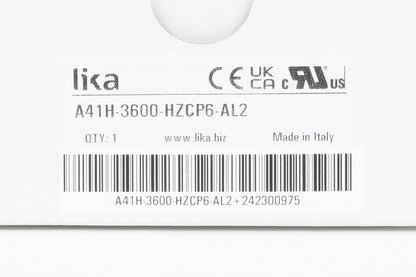 lika CE UK CA c RU US
A41H-3600-HZCP6-AL2
QTY: 1 www.lika.biz Made in Italy
A41H-3600-HZCP6-AL2+242300975